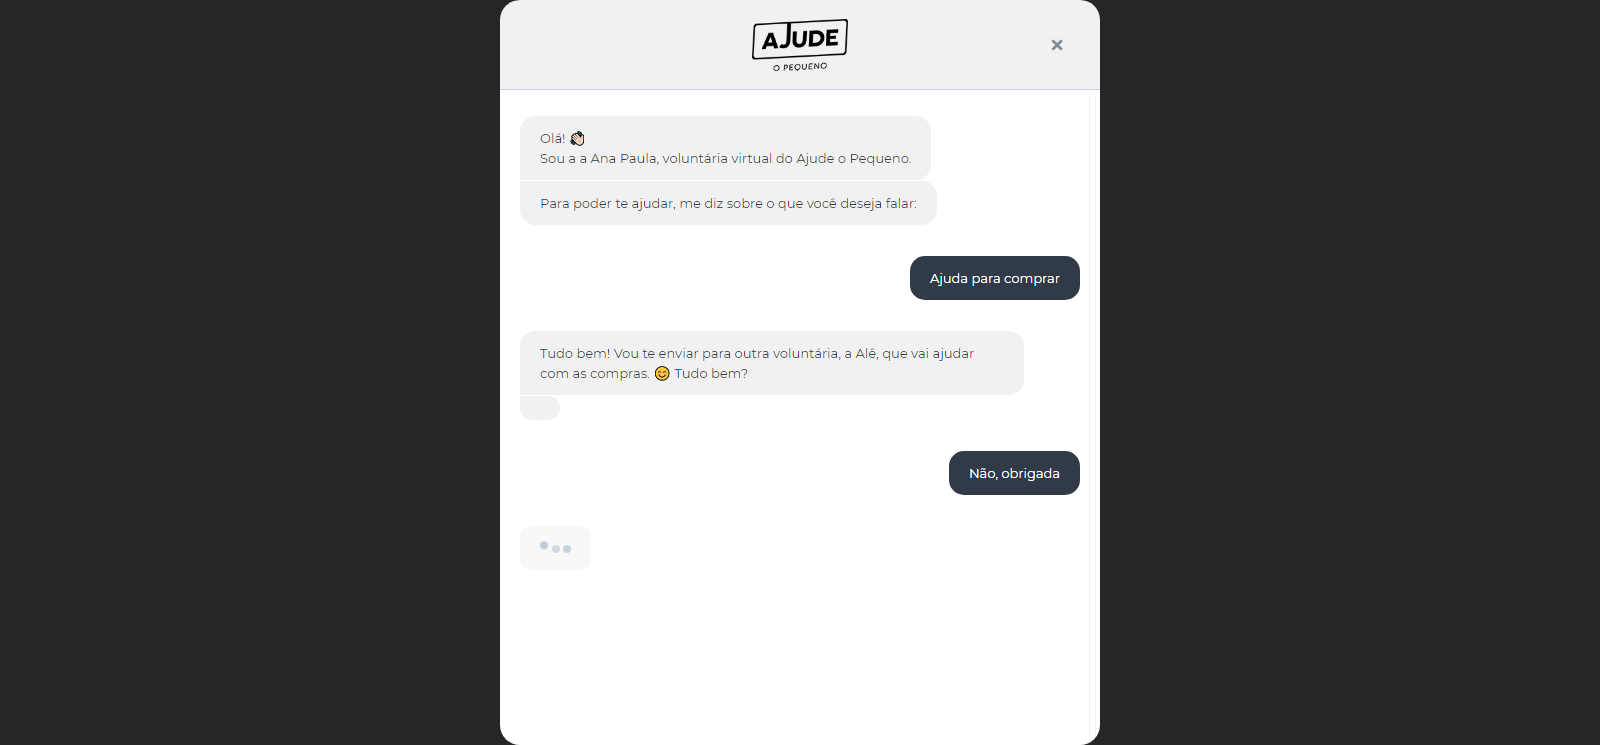 AJUDE
O PEQUENO
Olá! 👏🏻
Sou a a Ana Paula, voluntária virtual do Ajude o Pequeno.
Para poder te ajudar, me diz sobre o que você deseja falar:
Ajuda para comprar
Tudo bem! Vou te enviar para outra voluntária, a Alê, que vai ajudar
com as compras. 😊 Tudo bem?
Não, obrigada